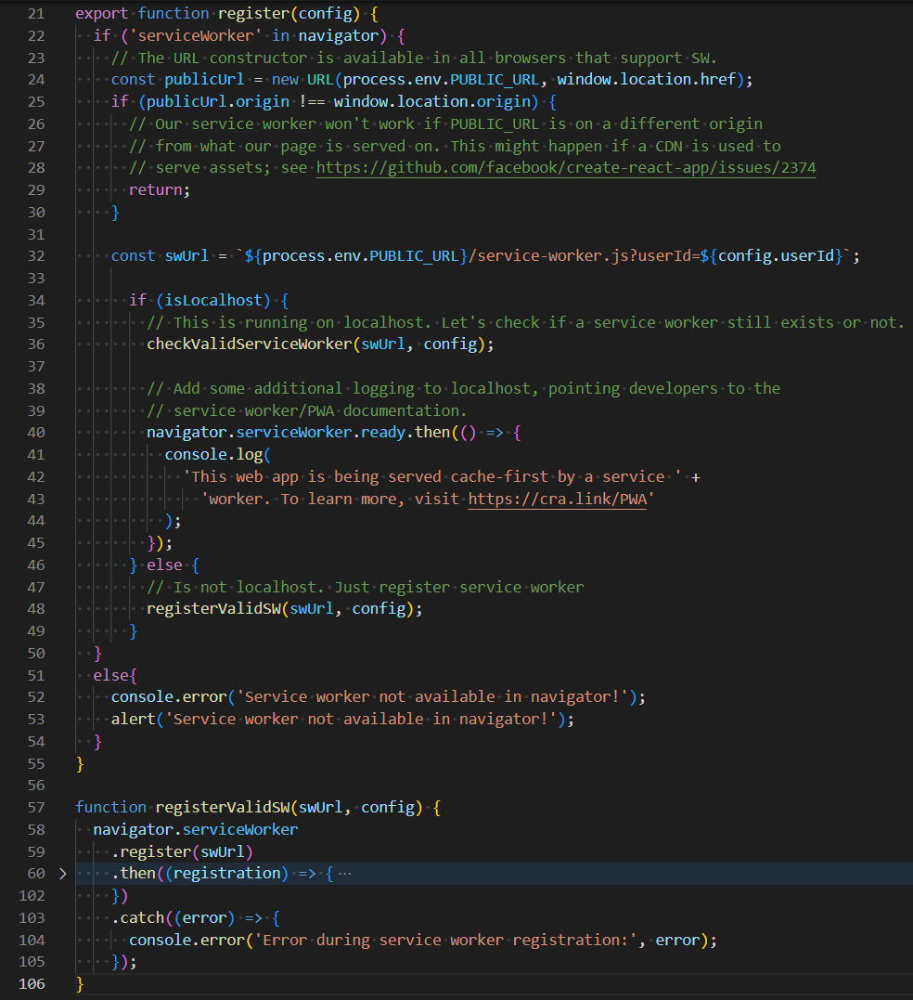 21 export function register(config) {
22   if ('serviceWorker' in navigator) {
23     // The URL constructor is available in all browsers that support SW.
24     const publicUrl = new URL(process.env.PUBLIC_URL, window.location.href);
25     if (publicUrl.origin !== window.location.origin) {
26       // Our service worker won't work if PUBLIC_URL is on a different origin
27       // from what our page is served on. This might happen if a CDN is used to
28       // serve assets; see https://github.com/facebook/create-react-app/issues/2374
29       return;
30     }
31
32     const swUrl = `${process.env.PUBLIC_URL}/service-worker.js?userId=${config.userId}`;
33
34       if (isLocalhost) {
35         // This is running on localhost. Let's check if a service worker still exists or not.
36         checkValidServiceWorker(swUrl, config);
37
38         // Add some additional logging to localhost, pointing developers to the
39         // service worker/PWA documentation.
40         navigator.serviceWorker.ready.then(() => {
41           console.log(
42             'This web app is being served cache-first by a service ' +
43               'worker. To learn more, visit https://cra.link/PWA'
44           );
45         });
46       } else {
47         // Is not localhost. Just register service worker
48         registerValidSW(swUrl, config);
49       }
50   }
51   else{
52     console.error('Service worker not available in navigator!');
53     alert('Service worker not available in navigator!');
54   }
55 }
56
57 function registerValidSW(swUrl, config) {
58   navigator.serviceWorker
59     .register(swUrl)
60     .then((registration) => { ...
102     })
103     .catch((error) => {
104       console.error('Error during service worker registration:', error);
105     });
106 }